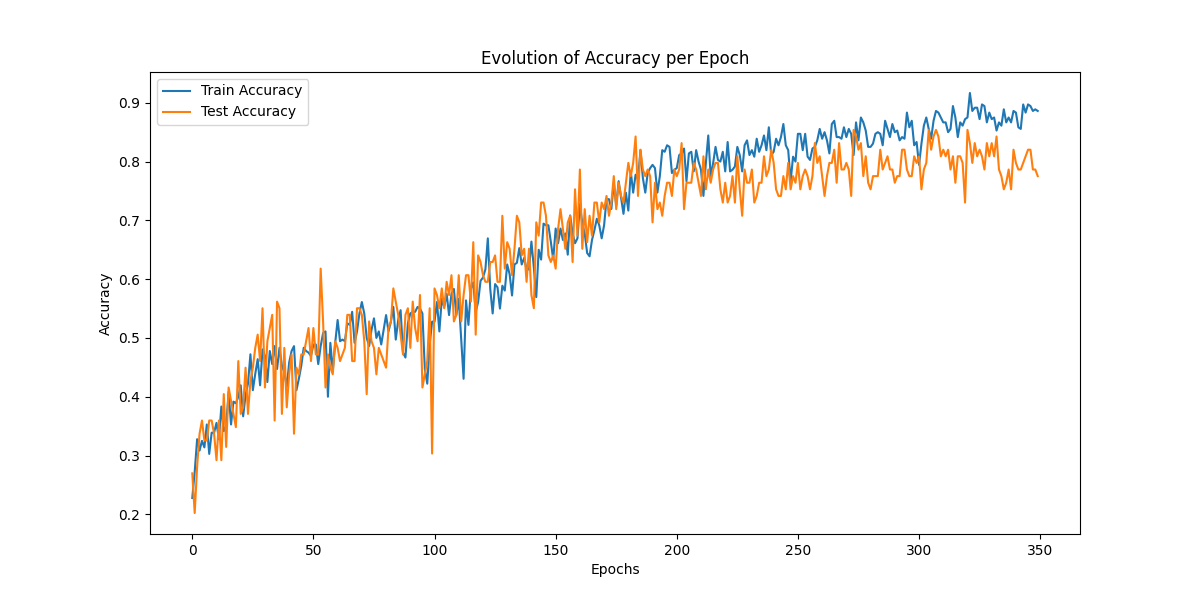 Evolution of Accuracy per Epoch
Train Accuracy
Test Accuracy
Accuracy
0.9
0.8
0.7
0.6
0.5
0.4
0.3
0.2
0 50 100 150 200 250 300 350
Epochs